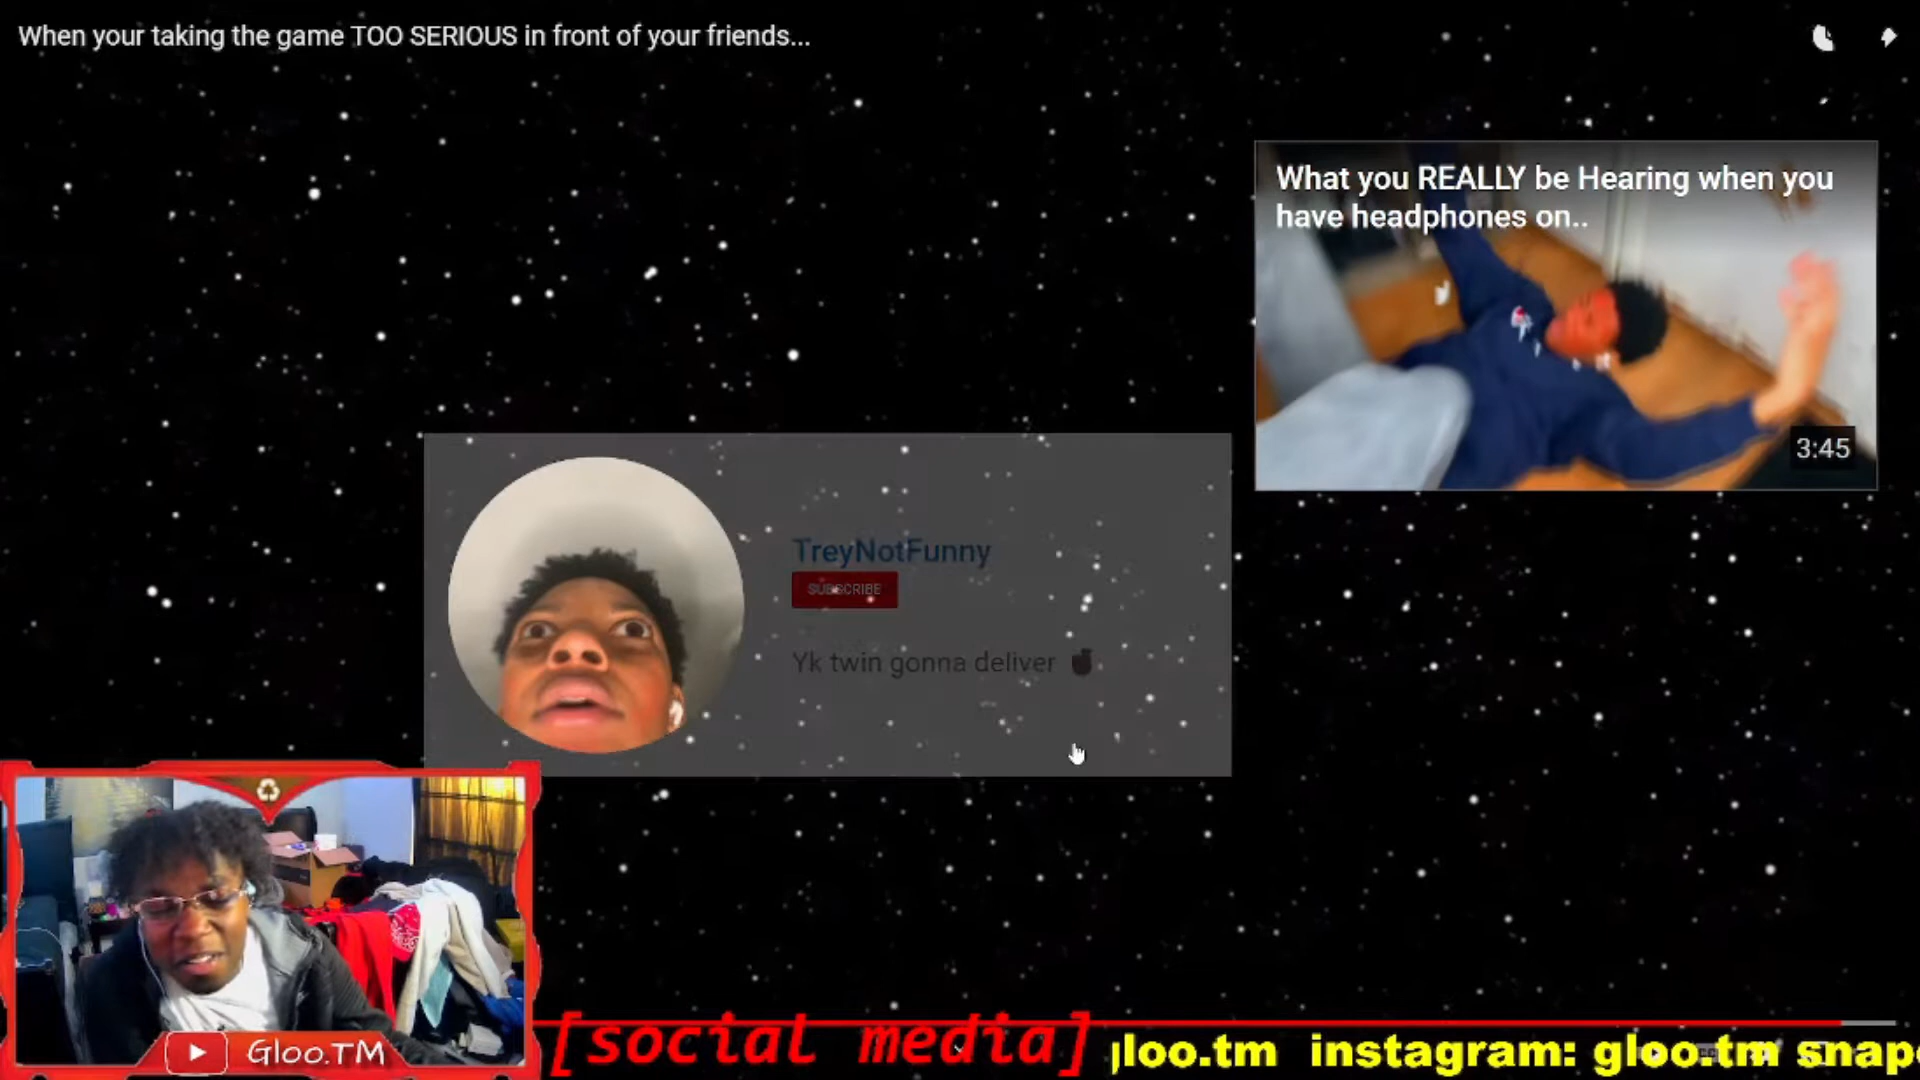 When your taking the game TOO SERIOUS in front of your friends...
What you REALLY be Hearing when you
have headphones on..
3:45
TreyNotFunny
SUBSCRIBE
Yk twin gonna deliver
Gloo.TM
[social media]
gloo.tm instagram: gloo.tm snap